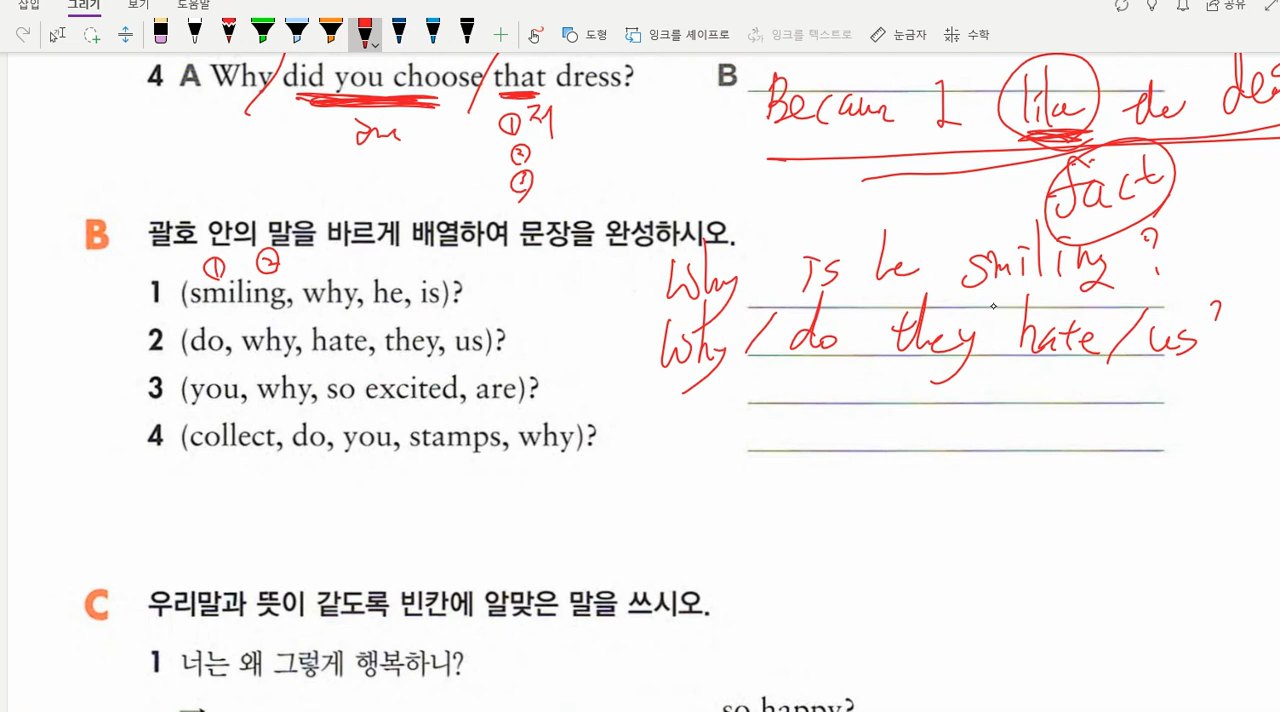 삽입 그리기 보기 도움말
공유
도형 잉크를 셰이프로 잉크를 텍스트로 눈금자 수학
4 A Why/did you choose/that dress? B Because I like the
① ② ③
fact
B 괄호 안의 말을 바르게 배열하여 문장을 완성하시오.
① ②
1 (smiling, why, he, is)? Why is he smiling?
2 (do, why, hate, they, us)? Why/do they hate/us?
3 (you, why, so excited, are)?
4 (collect, do, you, stamps, why)?
C 우리말과 뜻이 같도록 빈칸에 알맞은 말을 쓰시오.
1 너는 왜 그렇게 행복하니?
so happy?